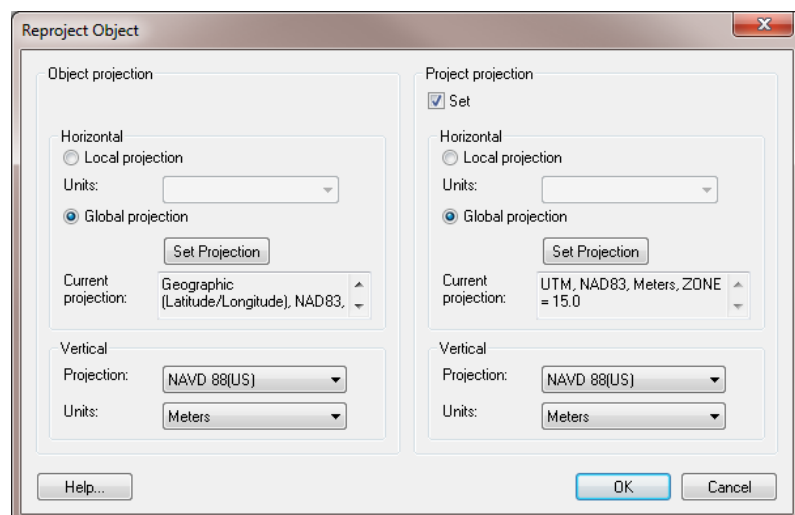 Reproject Object
Object projection
Horizontal
Local projection
Units:
Global projection
Set Projection
Current projection:
Geographic
(Latitude/Longitude), NAD83,
Vertical
Projection:
NAVD 88(US)
Units:
Meters
Project projection
Set
Horizontal
Local projection
Units:
Global projection
Set Projection
Current projection:
UTM, NAD83, Meters, ZONE
= 15.0
Vertical
Projection:
NAVD 88(US)
Units:
Meters
Help...
OK
Cancel